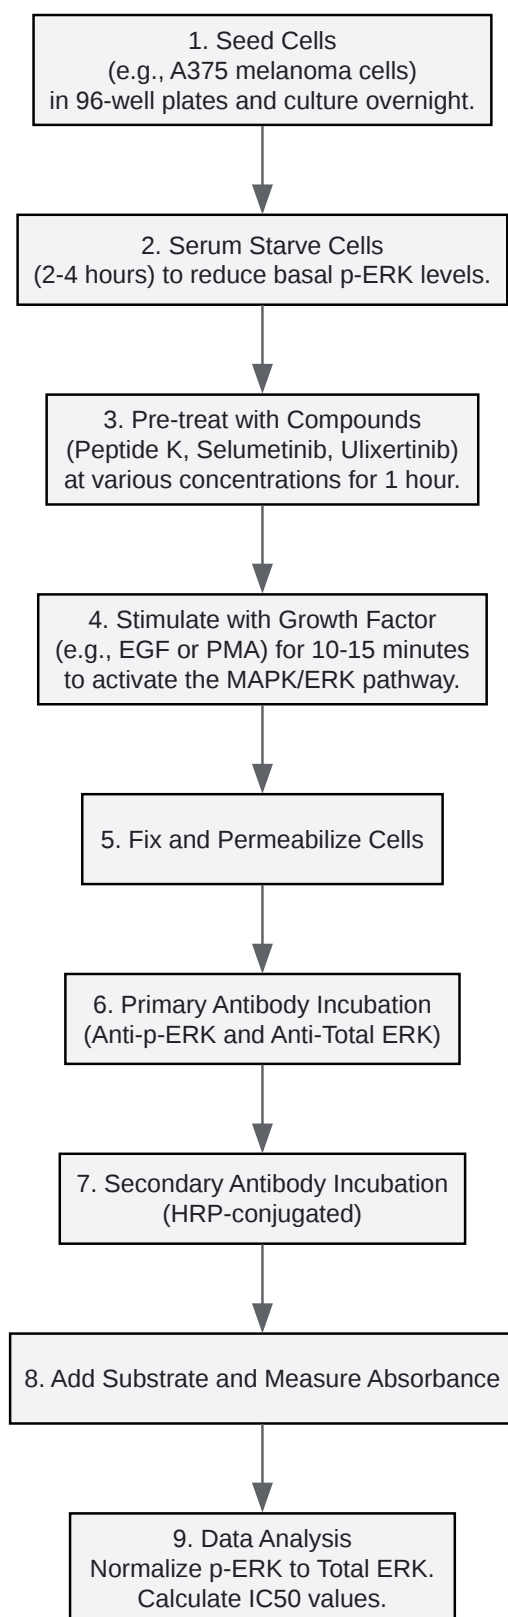 1. Seed Cells
(e.g., A375 melanoma cells)
in 96-well plates and culture overnight.
2. Serum Starve Cells
(2-4 hours) to reduce basal p-ERK levels.
3. Pre-treat with Compounds
(Peptide K, Selumetinib, Ulixertinib)
at various concentrations for 1 hour.
4. Stimulate with Growth Factor
(e.g., EGF or PMA) for 10-15 minutes
to activate the MAPK/ERK pathway.
5. Fix and Permeabilize Cells
6. Primary Antibody Incubation
(Anti-p-ERK and Anti-Total ERK)
7. Secondary Antibody Incubation
(HRP-conjugated)
8. Add Substrate and Measure Absorbance
9. Data Analysis
Normalize p-ERK to Total ERK.
Calculate IC50 values.